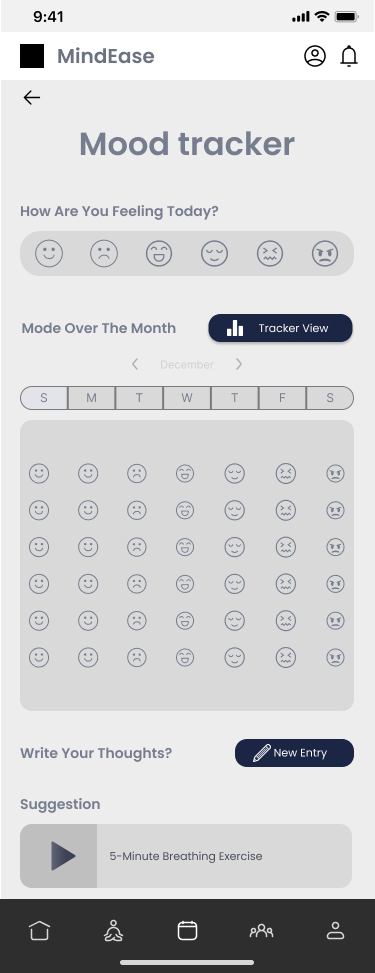 9:41
MindEase
Mood tracker
How Are You Feeling Today?
Mode Over The Month
Tracker View
December
S M T W T F S
Write Your Thoughts?
New Entry
Suggestion
5-Minute Breathing Exercise